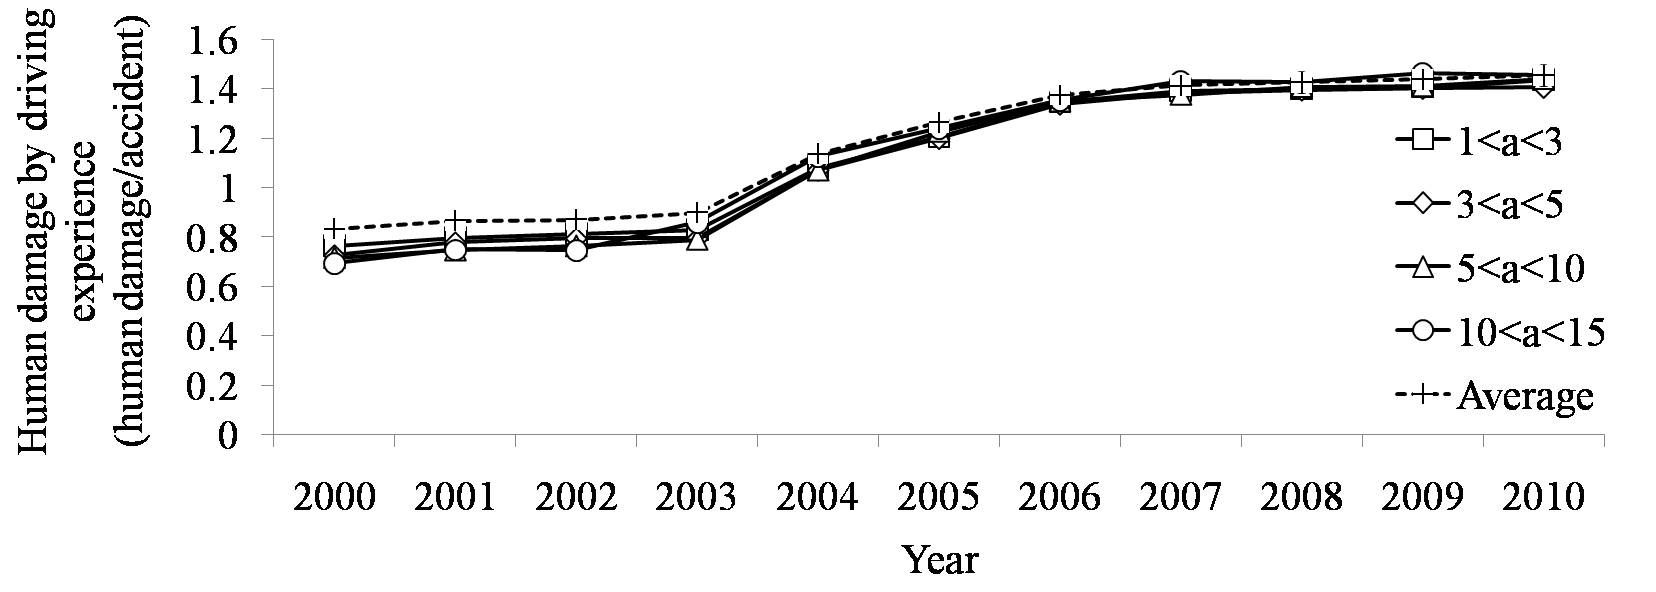 Human damage by driving
experience
(human damage/accident)
1.6
1.4
1.2
1
0.8
0.6
0.4
0.2
0
1<a<3
3<a<5
5<a<10
10<a<15
Average
2000 2001 2002 2003 2004 2005 2006 2007 2008 2009 2010
Year